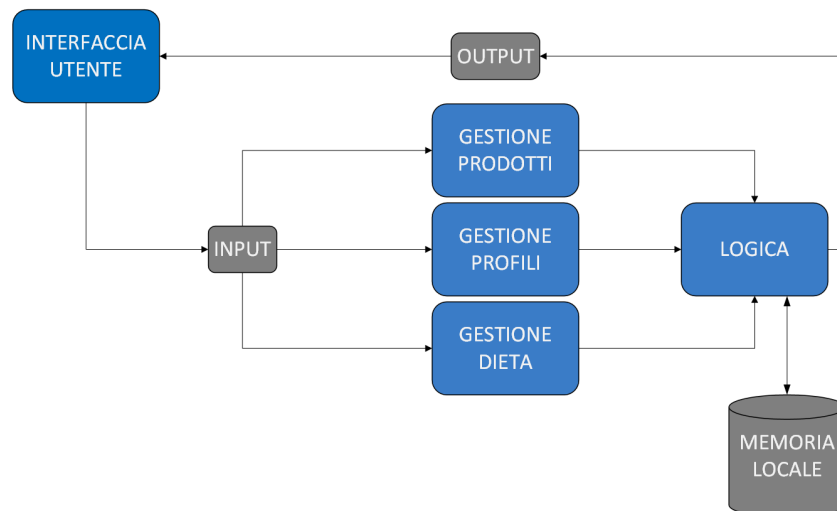 INTERFACCIA
UTENTE
OUTPUT
GESTIONE
PRODOTTI
INPUT
GESTIONE
PROFILI
LOGICA
GESTIONE
DIETA
MEMORIA
LOCALE